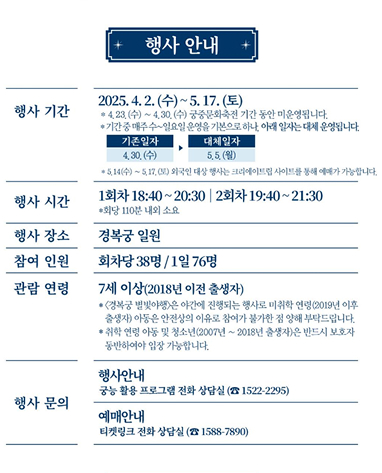 행사 안내
행사 기간
2025. 4. 2. (수) ~ 5. 17. (토)
* 4. 23. (수) ~ 4. 30. (수) 궁중문화축전 기간 동안 미운영됩니다.
* 기간 중 매주 수~일요일 운영을 기본으로 하나, 아래 일자는 대체 운영됩니다.
기존일자 대체일자
4. 30. (수) ▶ 5. 5. (월)
* 5. 14 (수) ~ 5. 17. (토) 외국인 대상 행사는 크리에이트립 사이트를 통해 예매가 가능합니다.
행사 시간
1회차 18:40 ~ 20:30 | 2회차 19:40 ~ 21:30
*회당 110분 내외 소요
행사 장소
경복궁 일원
참여 인원
회차당 38명 / 1일 76명
관람 연령
7세 이상(2018년 이전 출생자)
* <경복궁 별빛야행>은 야간에 진행되는 행사로 미취학 연령(2019년 이후
출생자) 아동은 안전상의 이유로 참여가 불가한 점 양해 부탁드립니다.
* 취학 연령 아동 및 청소년(2007년 ~ 2018년 출생자)은 반드시 보호자
동반하여야 입장 가능합니다.
행사 문의
행사안내
궁능 활용 프로그램 전화 상담실 (☎ 1522-2295)
예매안내
티켓링크 전화 상담실 (☎ 1588-7890)